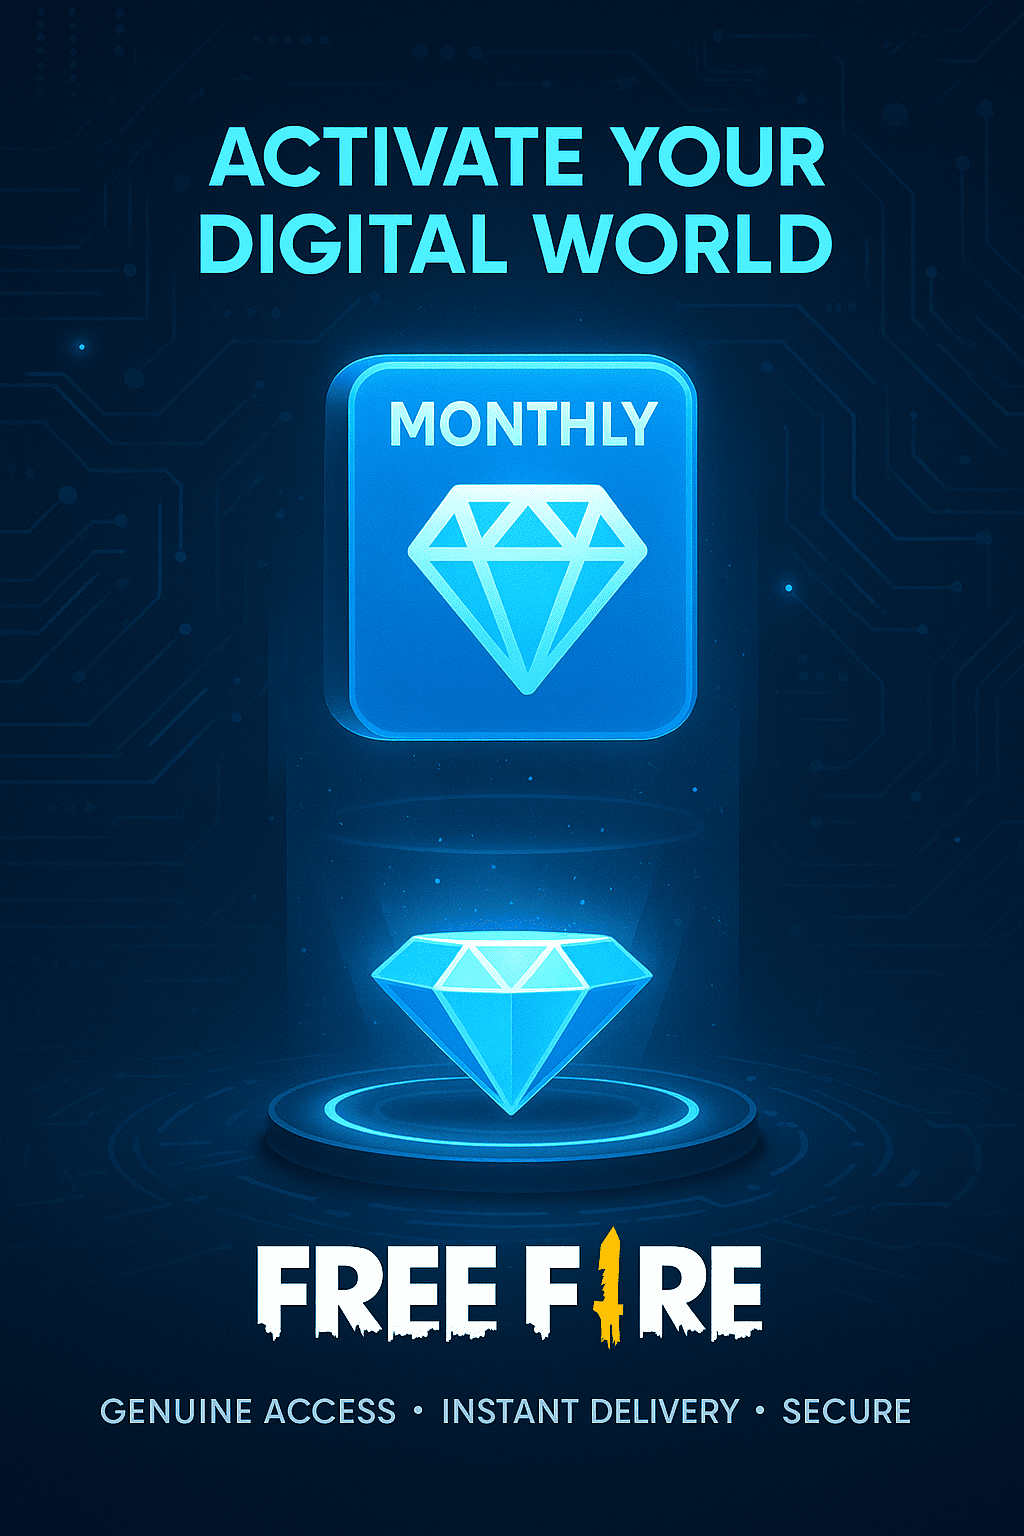 ACTIVATE YOUR
DIGITAL WORLD
MONTHLY
FREE FIRE
GENUINE ACCESS • INSTANT DELIVERY • SECURE